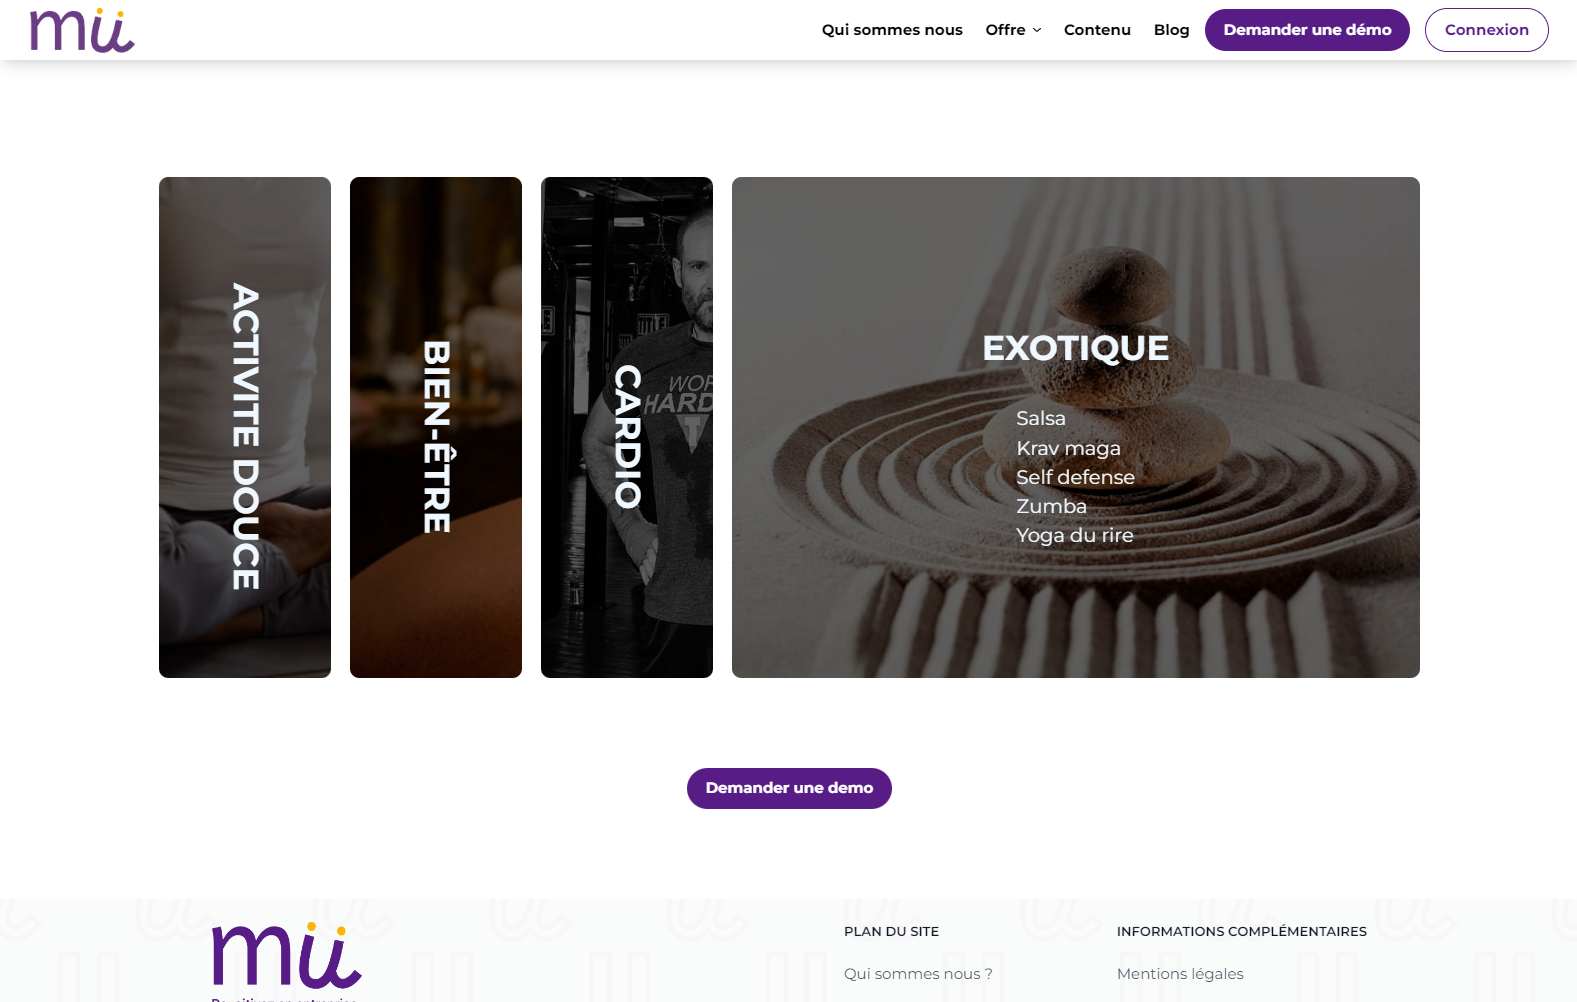 mü
Qui sommes nous
Offre
Contenu
Blog
Demander une démo
Connexion
ACTIVITE DOUCE
BIEN-ÊTRE
CARDIO
HARD
EXOTIQUE
Salsa
Krav maga
Self defense
Zumba
Yoga du rire
Demander une demo
mü
PLAN DU SITE
INFORMATIONS COMPLÉMENTAIRES
Qui sommes nous ?
Mentions légales